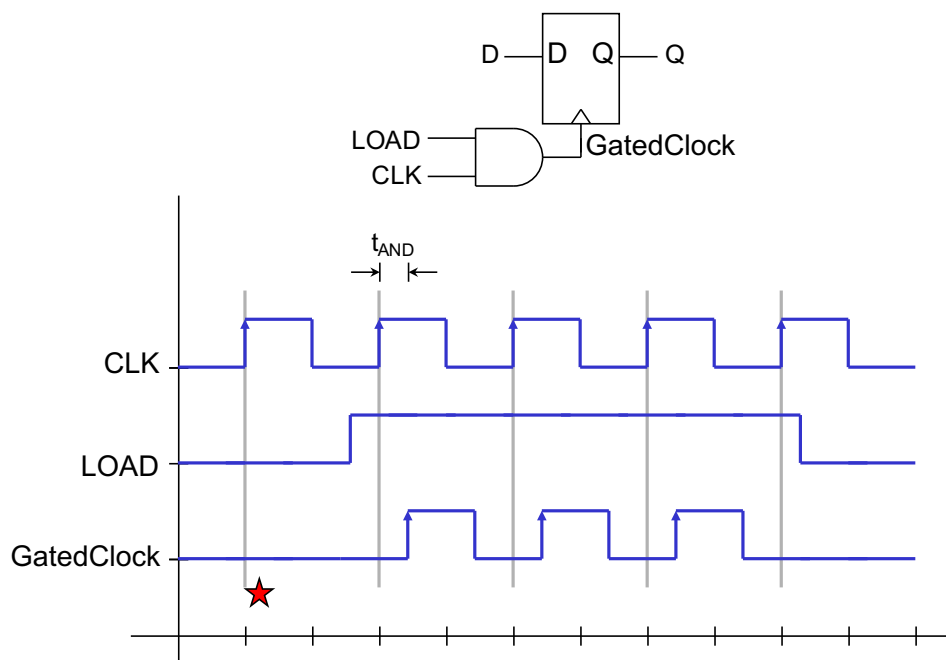 D D Q Q
LOAD
GatedClock
CLK
tAND
CLK
LOAD
GatedClock